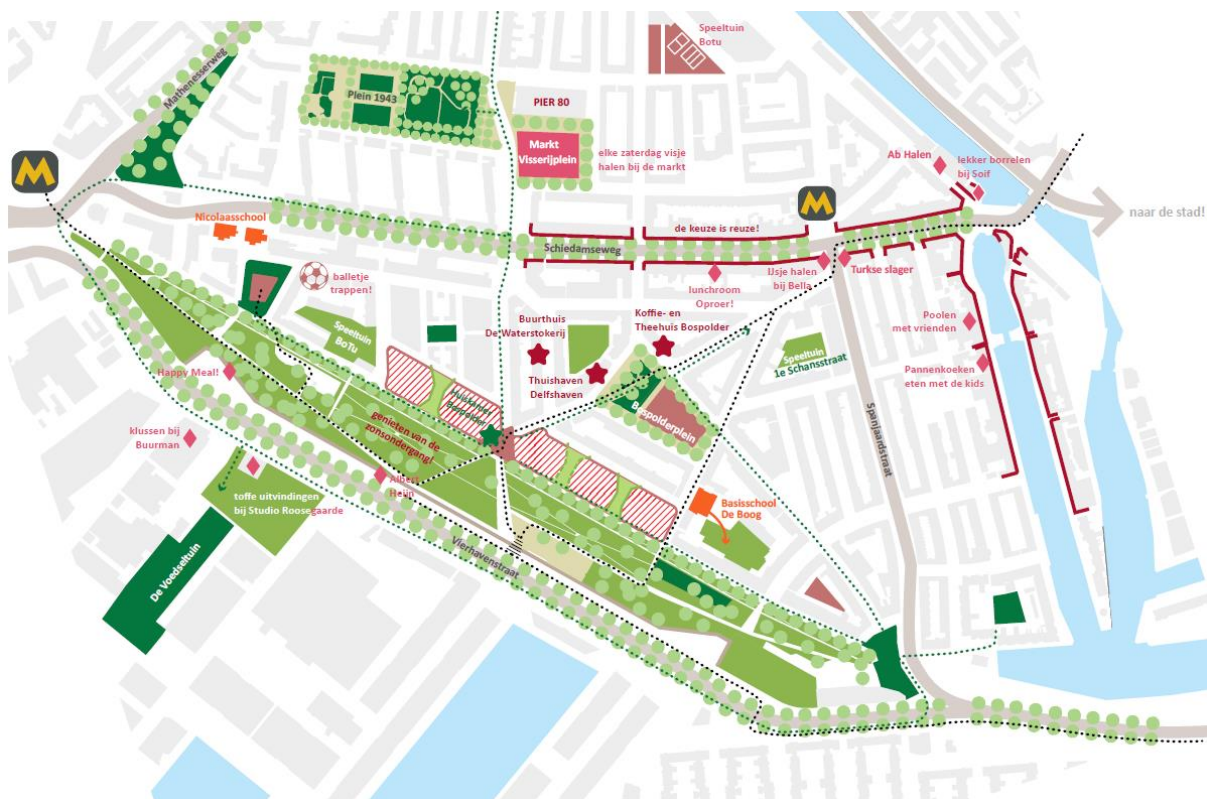 Speeltuin
Botu
Mathenesserweg
Plein 1943
PIER 80
Markt
Visserijplein
elke zaterdag visje
halen bij de markt
Ab Halen
lekker borrelen
bij Soif
M
M
naar de stad!
Nicolaasschool
de keuze is reuze!
Schiedamseweg
balletje
trappen!
lunchroom
Oproer!
IJsje halen
bij Bella
Turkse slager
Buurthuis
De Waterstokerij
Koffie- en
Theehuis Bospolder
Poolen
met vrienden
Speeltuin
BoTu
Speeltuin
1e Schansstraat
Pannenkoeken
eten met de kids
Happy Meal!
Thuishaven
Delfshaven
Huiskamer
Bospolder
Bospolderplein
genieten van de
zonsondergang!
Spanjaardstraat
klussen bij
Buurman
Albert
Heijn
toffe uitvindingen
bij Studio Roosegaarde
Basisschool
De Boog
De Voedseltuin
Vierhavenstraat